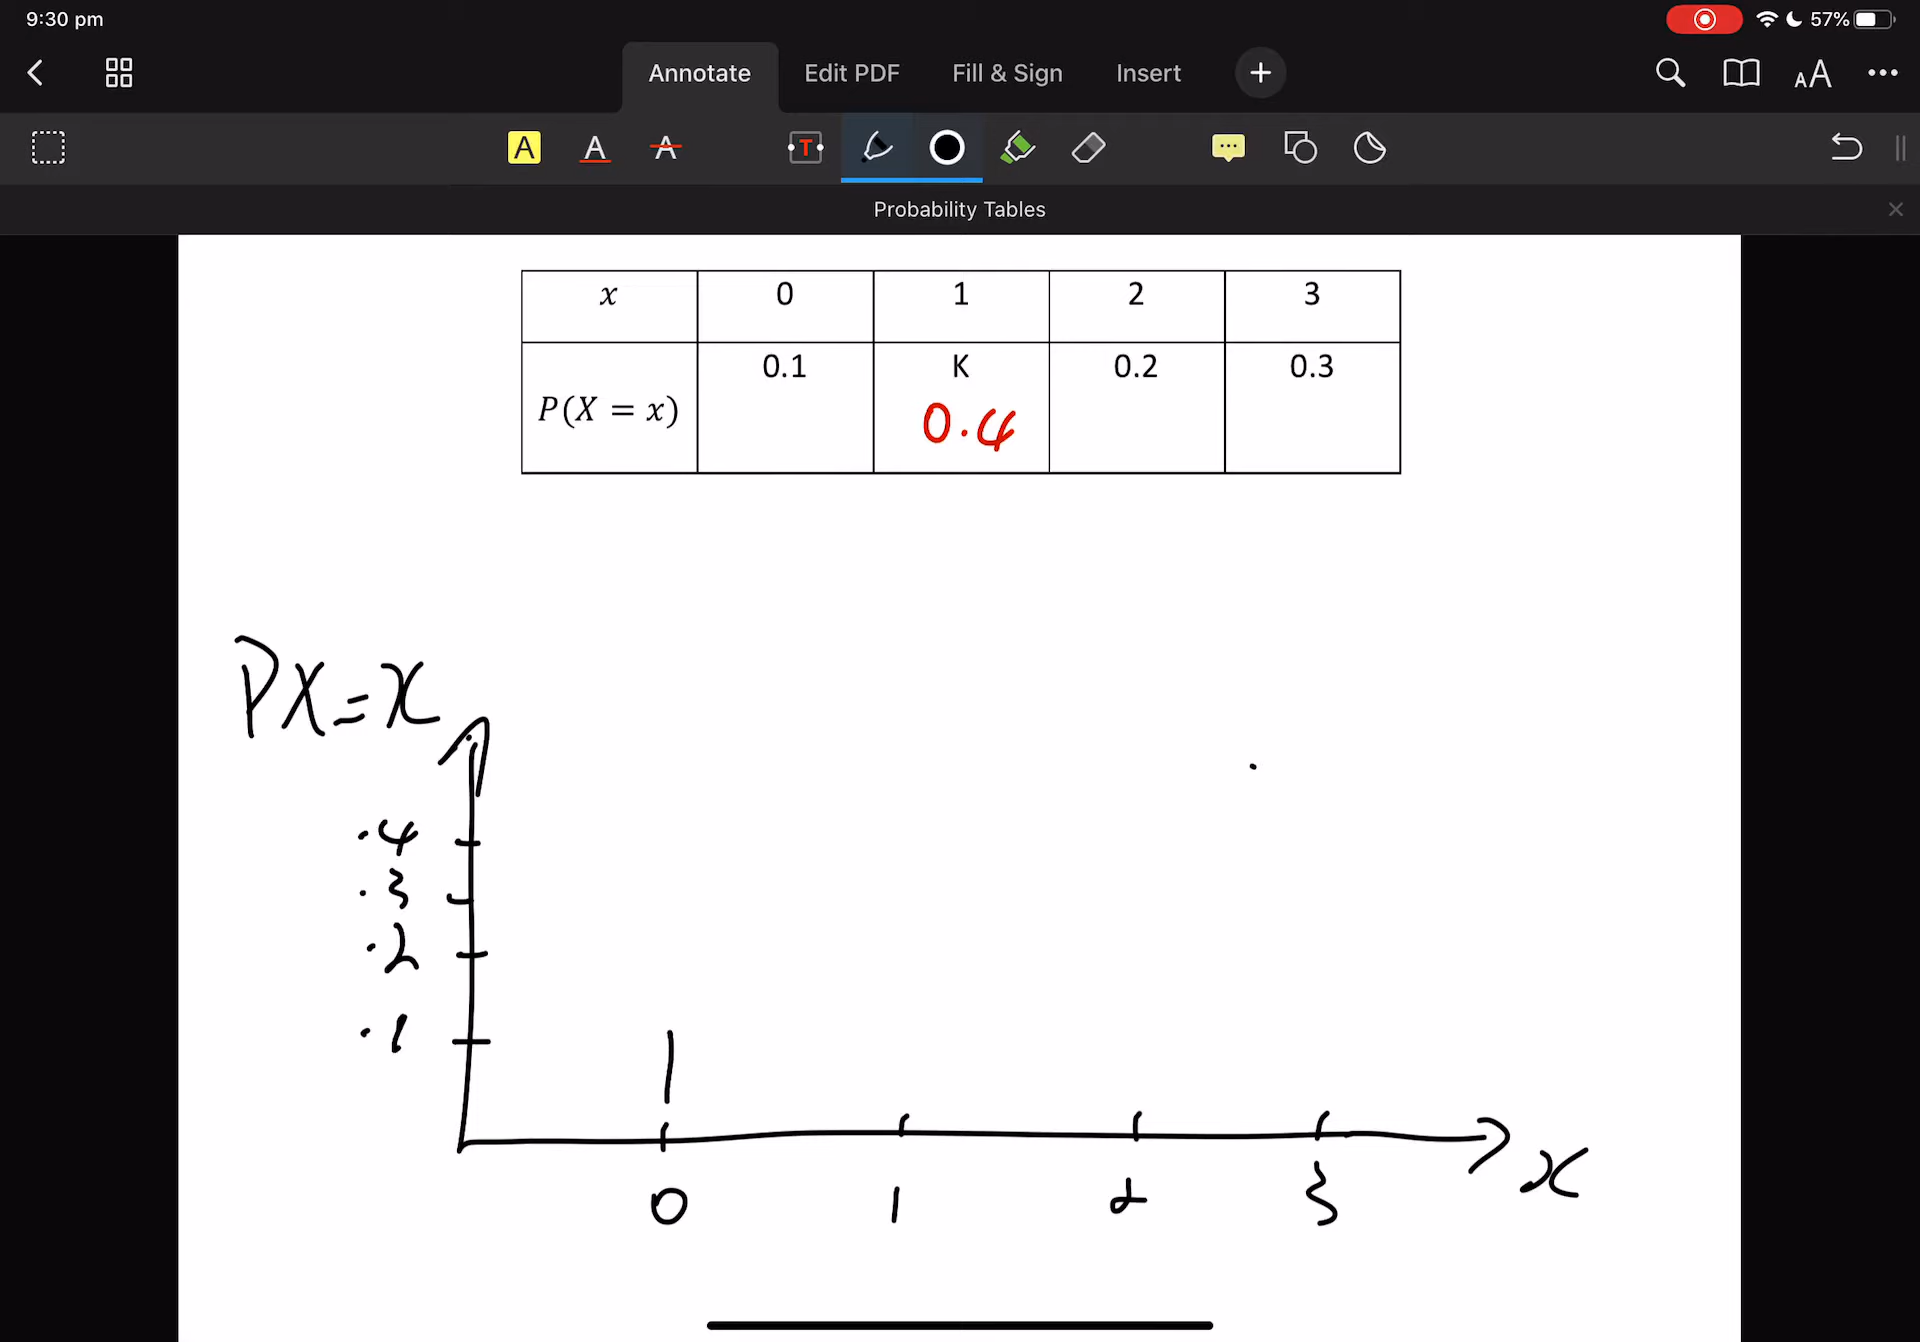 9:30 pm
57%
Annotate Edit PDF Fill & Sign Insert
Probability Tables
x 0 1 2 3
P(X = x) 0.1 K 0.2 0.3
0.4
PX=x
.4
.3
.2
.1
0 1 2 3 x